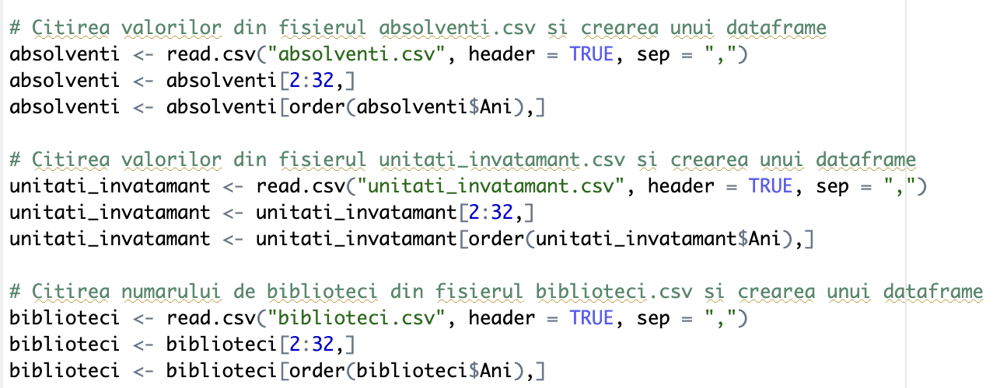 # Citirea valorilor din fisierul absolventi.csv si crearea unui dataframe
absolventi <- read.csv("absolventi.csv", header = TRUE, sep = ",")
absolventi <- absolventi[2:32,]
absolventi <- absolventi[order(absolventi$Ani),]

# Citirea valorilor din fisierul unitati_invatamant.csv si crearea unui dataframe
unitati_invatamant <- read.csv("unitati_invatamant.csv", header = TRUE, sep = ",")
unitati_invatamant <- unitati_invatamant[2:32,]
unitati_invatamant <- unitati_invatamant[order(unitati_invatamant$Ani),]

# Citirea numarului de biblioteci din fisierul biblioteci.csv si crearea unui dataframe
biblioteci <- read.csv("biblioteci.csv", header = TRUE, sep = ",")
biblioteci <- biblioteci[2:32,]
biblioteci <- biblioteci[order(biblioteci$Ani),]